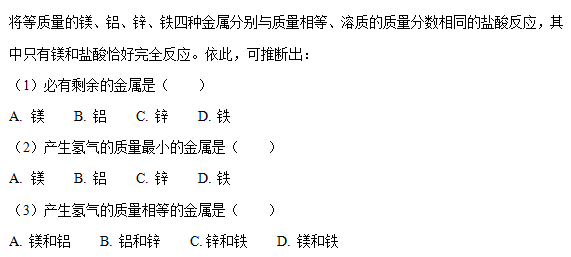 将等质量的镁、铝、锌、铁四种金属分别与质量相等、溶质的质量分数相同的盐酸反应，其
中只有镁和盐酸恰好完全反应。依此，可推断出：
（1）必有剩余的金属是（　　）
A. 镁　　B. 铝　　C. 锌　　D. 铁
（2）产生氢气的质量最小的金属是（　　）
A. 镁　　B. 铝　　C. 锌　　D. 铁
（3）产生氢气的质量相等的金属是（　　）
A. 镁和铝　　B. 铝和锌　　C.锌和铁　　D. 镁和铁